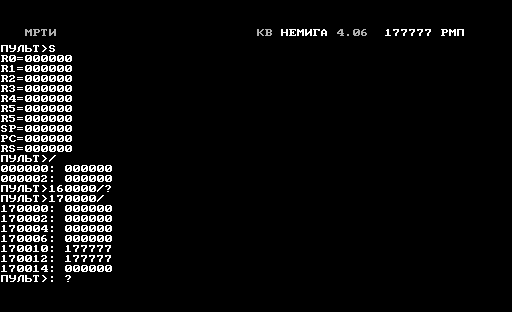 МРТИ КВ НЕМИГА 4.06 177777 РМП
ПУЛЬТ>S
R0=000000
R1=000000
R2=000000
R3=000000
R4=000000
R5=000000
R5=000000
SP=000000
PC=000000
RS=000000
ПУЛЬТ>/
000000: 000000
000002: 000000
ПУЛЬТ>160000/?
ПУЛЬТ>170000/
170000: 000000
170002: 000000
170004: 000000
170006: 000000
170010: 177777
170012: 177777
170014: 000000
ПУЛЬТ>: ?